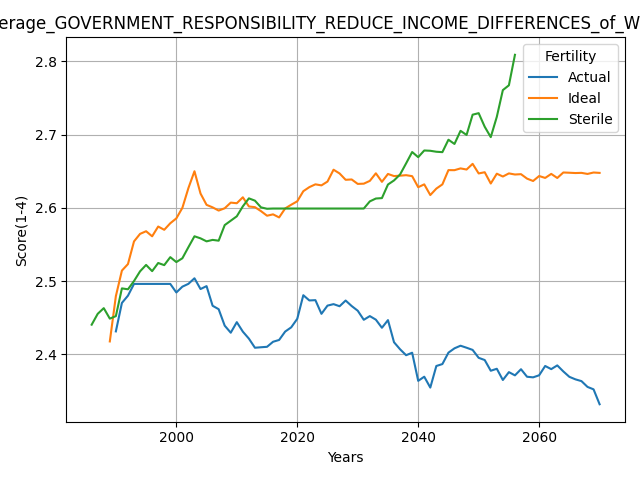 erage_GOVERNMENT_RESPONSIBILITY_REDUCE_INCOME_DIFFERENCES_of_W
Fertility
Actual
Ideal
Sterile
2.8
2.7
2.6
2.5
2.4
Score(1-4)
2000
2020
2040
2060
Years